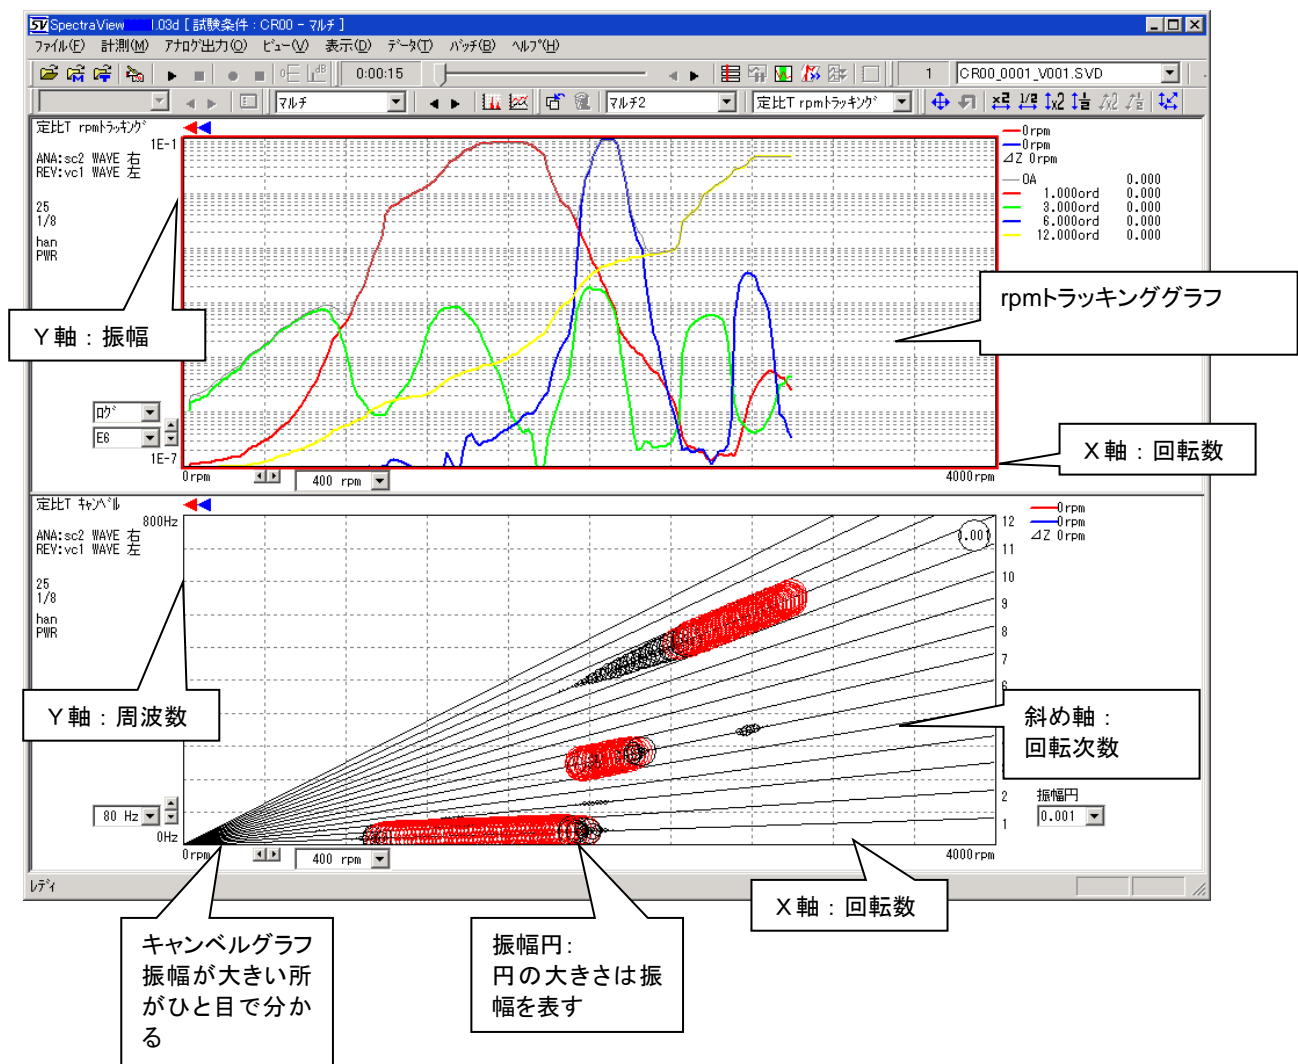 SpectraView .03d [ 試験条件 : CR00 - ﾏﾙﾁ ]
ﾌｧｲﾙ(F) 計測(M) ｱﾅﾛｸﾞ出力(O) ﾋﾞｭｰ(V) 表示(D) ﾃﾞｰﾀ(T) ﾊﾞｯﾁ(B) ﾍﾙﾌﾟ(H)
0:00:15 1 CR00_0001_V001.SVD
ﾏﾙﾁ ﾏﾙﾁ2 定比T rpmﾄﾗｯｷﾝｸﾞ
定比T rpmﾄﾗｯｷﾝｸﾞ
ANA:sc2 WAVE 右
REV:vc1 WAVE 左
25
1/8
han
PWR
1E-1
Ｙ軸：振幅
ﾛｸﾞ
E6
1E-7
0rpm
400 rpm
4000rpm
0rpm
0rpm
⊿Z 0rpm
OA 0.000
1.000ord 0.000
3.000ord 0.000
6.000ord 0.000
12.000ord 0.000
rpmトラッキンググラフ
Ｘ軸：回転数
定比T ｷｬﾝﾍﾞﾙ
ANA:sc2 WAVE 右
REV:vc1 WAVE 左
25
1/8
han
PWR
800Hz
Ｙ軸：周波数
80 Hz
0Hz
0rpm
400 rpm
4000rpm
12
11
10
9
8
7
6
2
1
0rpm
0rpm
⊿Z 0rpm
斜め軸：
回転次数
振幅円
0.001
Ｘ軸：回転数
ﾚﾃﾞｨ
キャンベルグラフ
振幅が大きい所
がひと目で分か
る
振幅円：
円の大きさは振
幅を表す